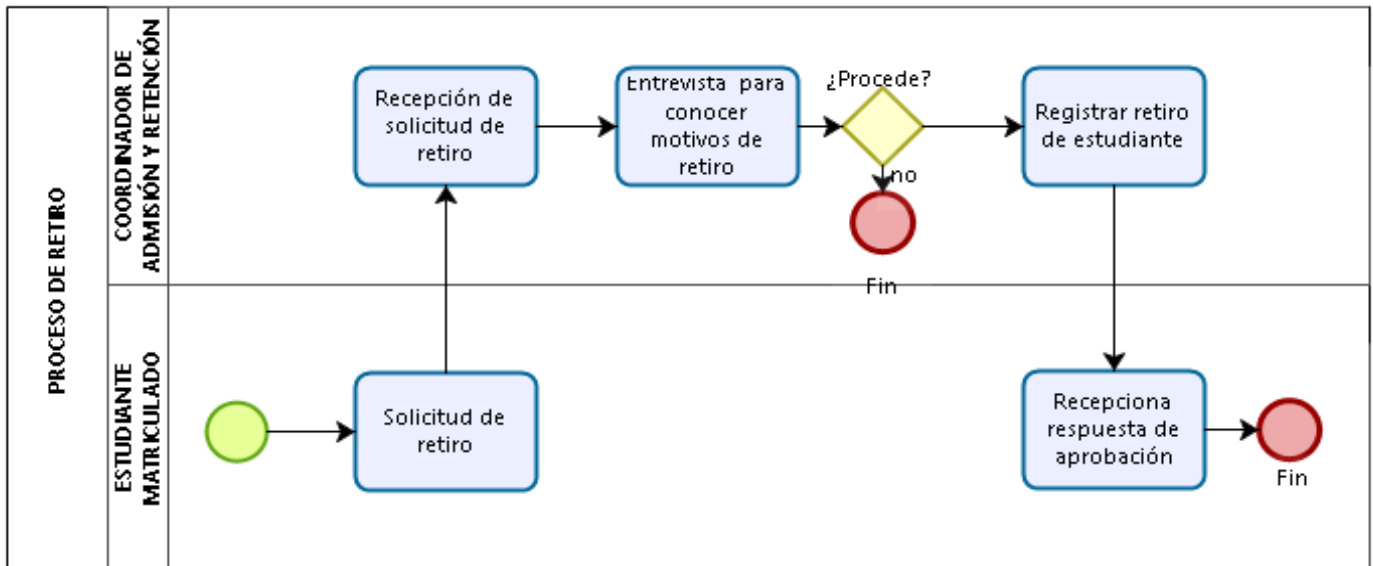 PROCESO DE RETIRO
COORDINADOR DE
ADMISIÓN Y RETENCIÓN
Recepción de
solicitud de
retiro
Entrevista para
conocer
motivos de
retiro
¿Procede?
no
Fin
Registrar retiro
de estudiante
ESTUDIANTE
MATRICULADO
Solicitud de
retiro
Recepciona
respuesta de
aprobación
Fin